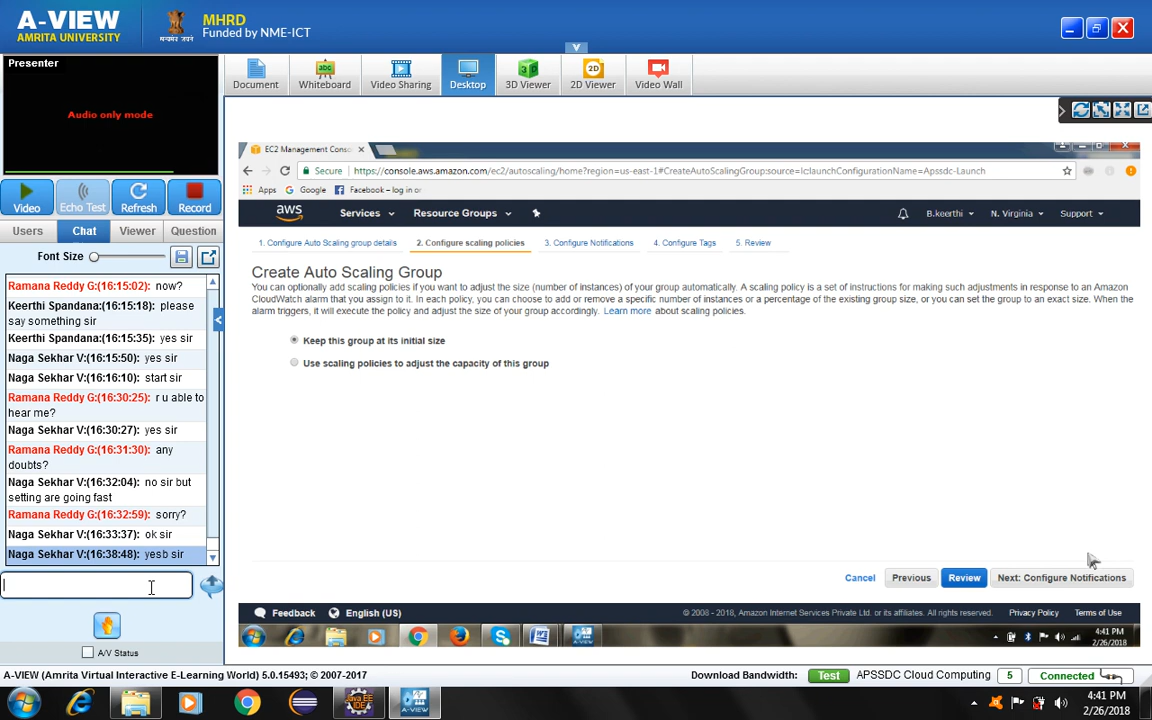 A-VIEW
AMRITA UNIVERSITY
MHRD
Funded by NME-ICT
Presenter
Audio only mode
Document
Whiteboard
Video Sharing
Desktop
3D Viewer
2D Viewer
Video Wall
Video
Echo Test
Refresh
Record
Users
Chat
Viewer
Question
Font Size
Ramana Reddy G:(16:15:02): now?
Keerthi Spandana:(16:15:18): please
say something sir
Keerthi Spandana:(16:15:35): yes sir
Naga Sekhar V:(16:15:50): yes sir
Naga Sekhar V:(16:16:10): start sir
Ramana Reddy G:(16:30:25): r u able to
hear me?
Naga Sekhar V:(16:30:27): yes sir
Ramana Reddy G:(16:31:30): any
doubts?
Naga Sekhar V:(16:32:04): no sir but
setting are going fast
Ramana Reddy G:(16:32:59): sorry?
Naga Sekhar V:(16:33:37): ok sir
Naga Sekhar V:(16:38:48): yesb sir
A/V Status
EC2 Management Conso
Secure
https://console.aws.amazon.com/ec2/autoscaling/home?region=us-east-1#CreateAutoScalingGroup:source=lclaunchConfigurationName=Apssdc-Launch
Apps
Google
Facebook – log in or
aws
Services
Resource Groups
B.keerthi
N. Virginia
Support
1. Configure Auto Scaling group details
2. Configure scaling policies
3. Configure Notifications
4. Configure Tags
5. Review
Create Auto Scaling Group
You can optionally add scaling policies if you want to adjust the size (number of instances) of your group automatically. A scaling policy is a set of instructions for making such adjustments in response to an Amazon
CloudWatch alarm that you assign to it. In each policy, you can choose to add or remove a specific number of instances or a percentage of the existing group size, or you can set the group to an exact size. When the
alarm triggers, it will execute the policy and adjust the size of your group accordingly. Learn more about scaling policies.
Keep this group at its initial size
Use scaling policies to adjust the capacity of this group
Cancel
Previous
Review
Next: Configure Notifications
Feedback
English (US)
© 2008 - 2018, Amazon Internet Services Private Ltd. or its affiliates. All rights reserved.
Privacy Policy
Terms of Use
4:41 PM
2/26/2018
A-VIEW (Amrita Virtual Interactive E-Learning World) 5.0.15493; © 2007-2017
Download Bandwidth:
Test
APSSDC Cloud Computing
5
Connected
4:41 PM
2/26/2018